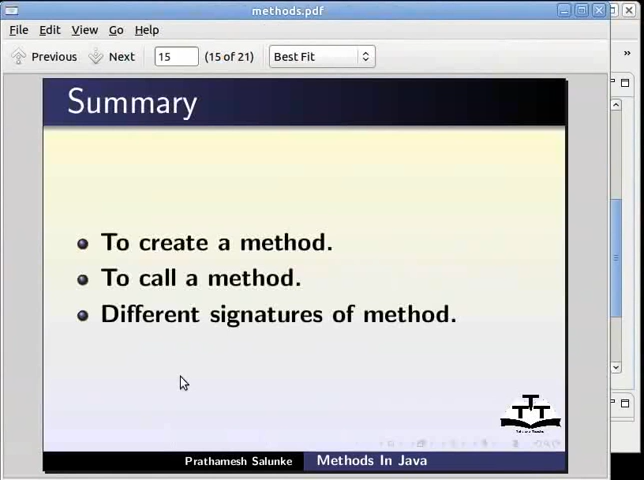 methods.pdf
File Edit View Go Help
Previous Next 15 (15 of 21) Best Fit
»
Summary
To create a method.
To call a method.
Different signatures of method.
TTT
Prathamesh Salunke Methods In Java